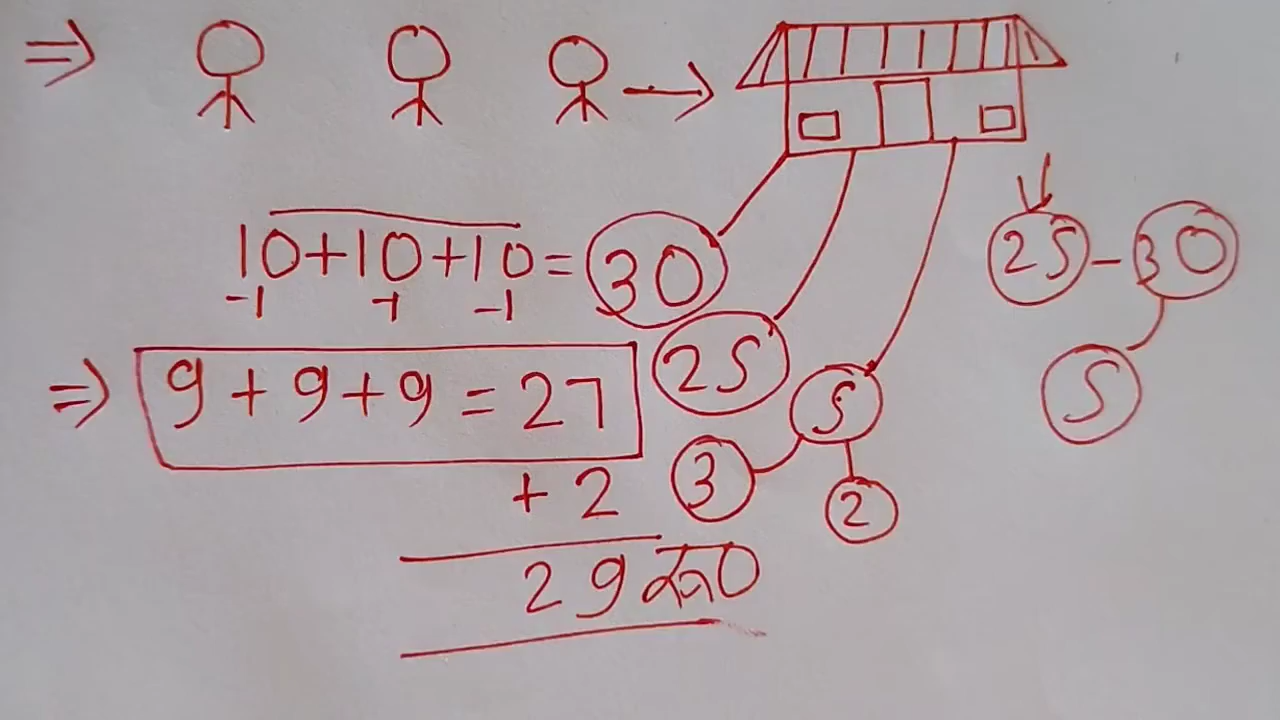 ⇒ →
10+10+10 = 30
-1 -1 -1
25 - 30
5
⇒ 9 + 9 + 9 = 27
25
5
+ 2
3
2
29 रू0